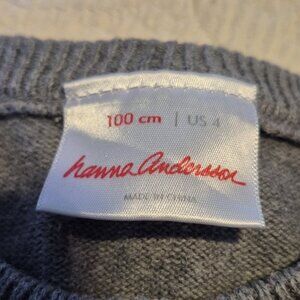 100 cm | US 4
hanna Andersson
MADE IN CHINA